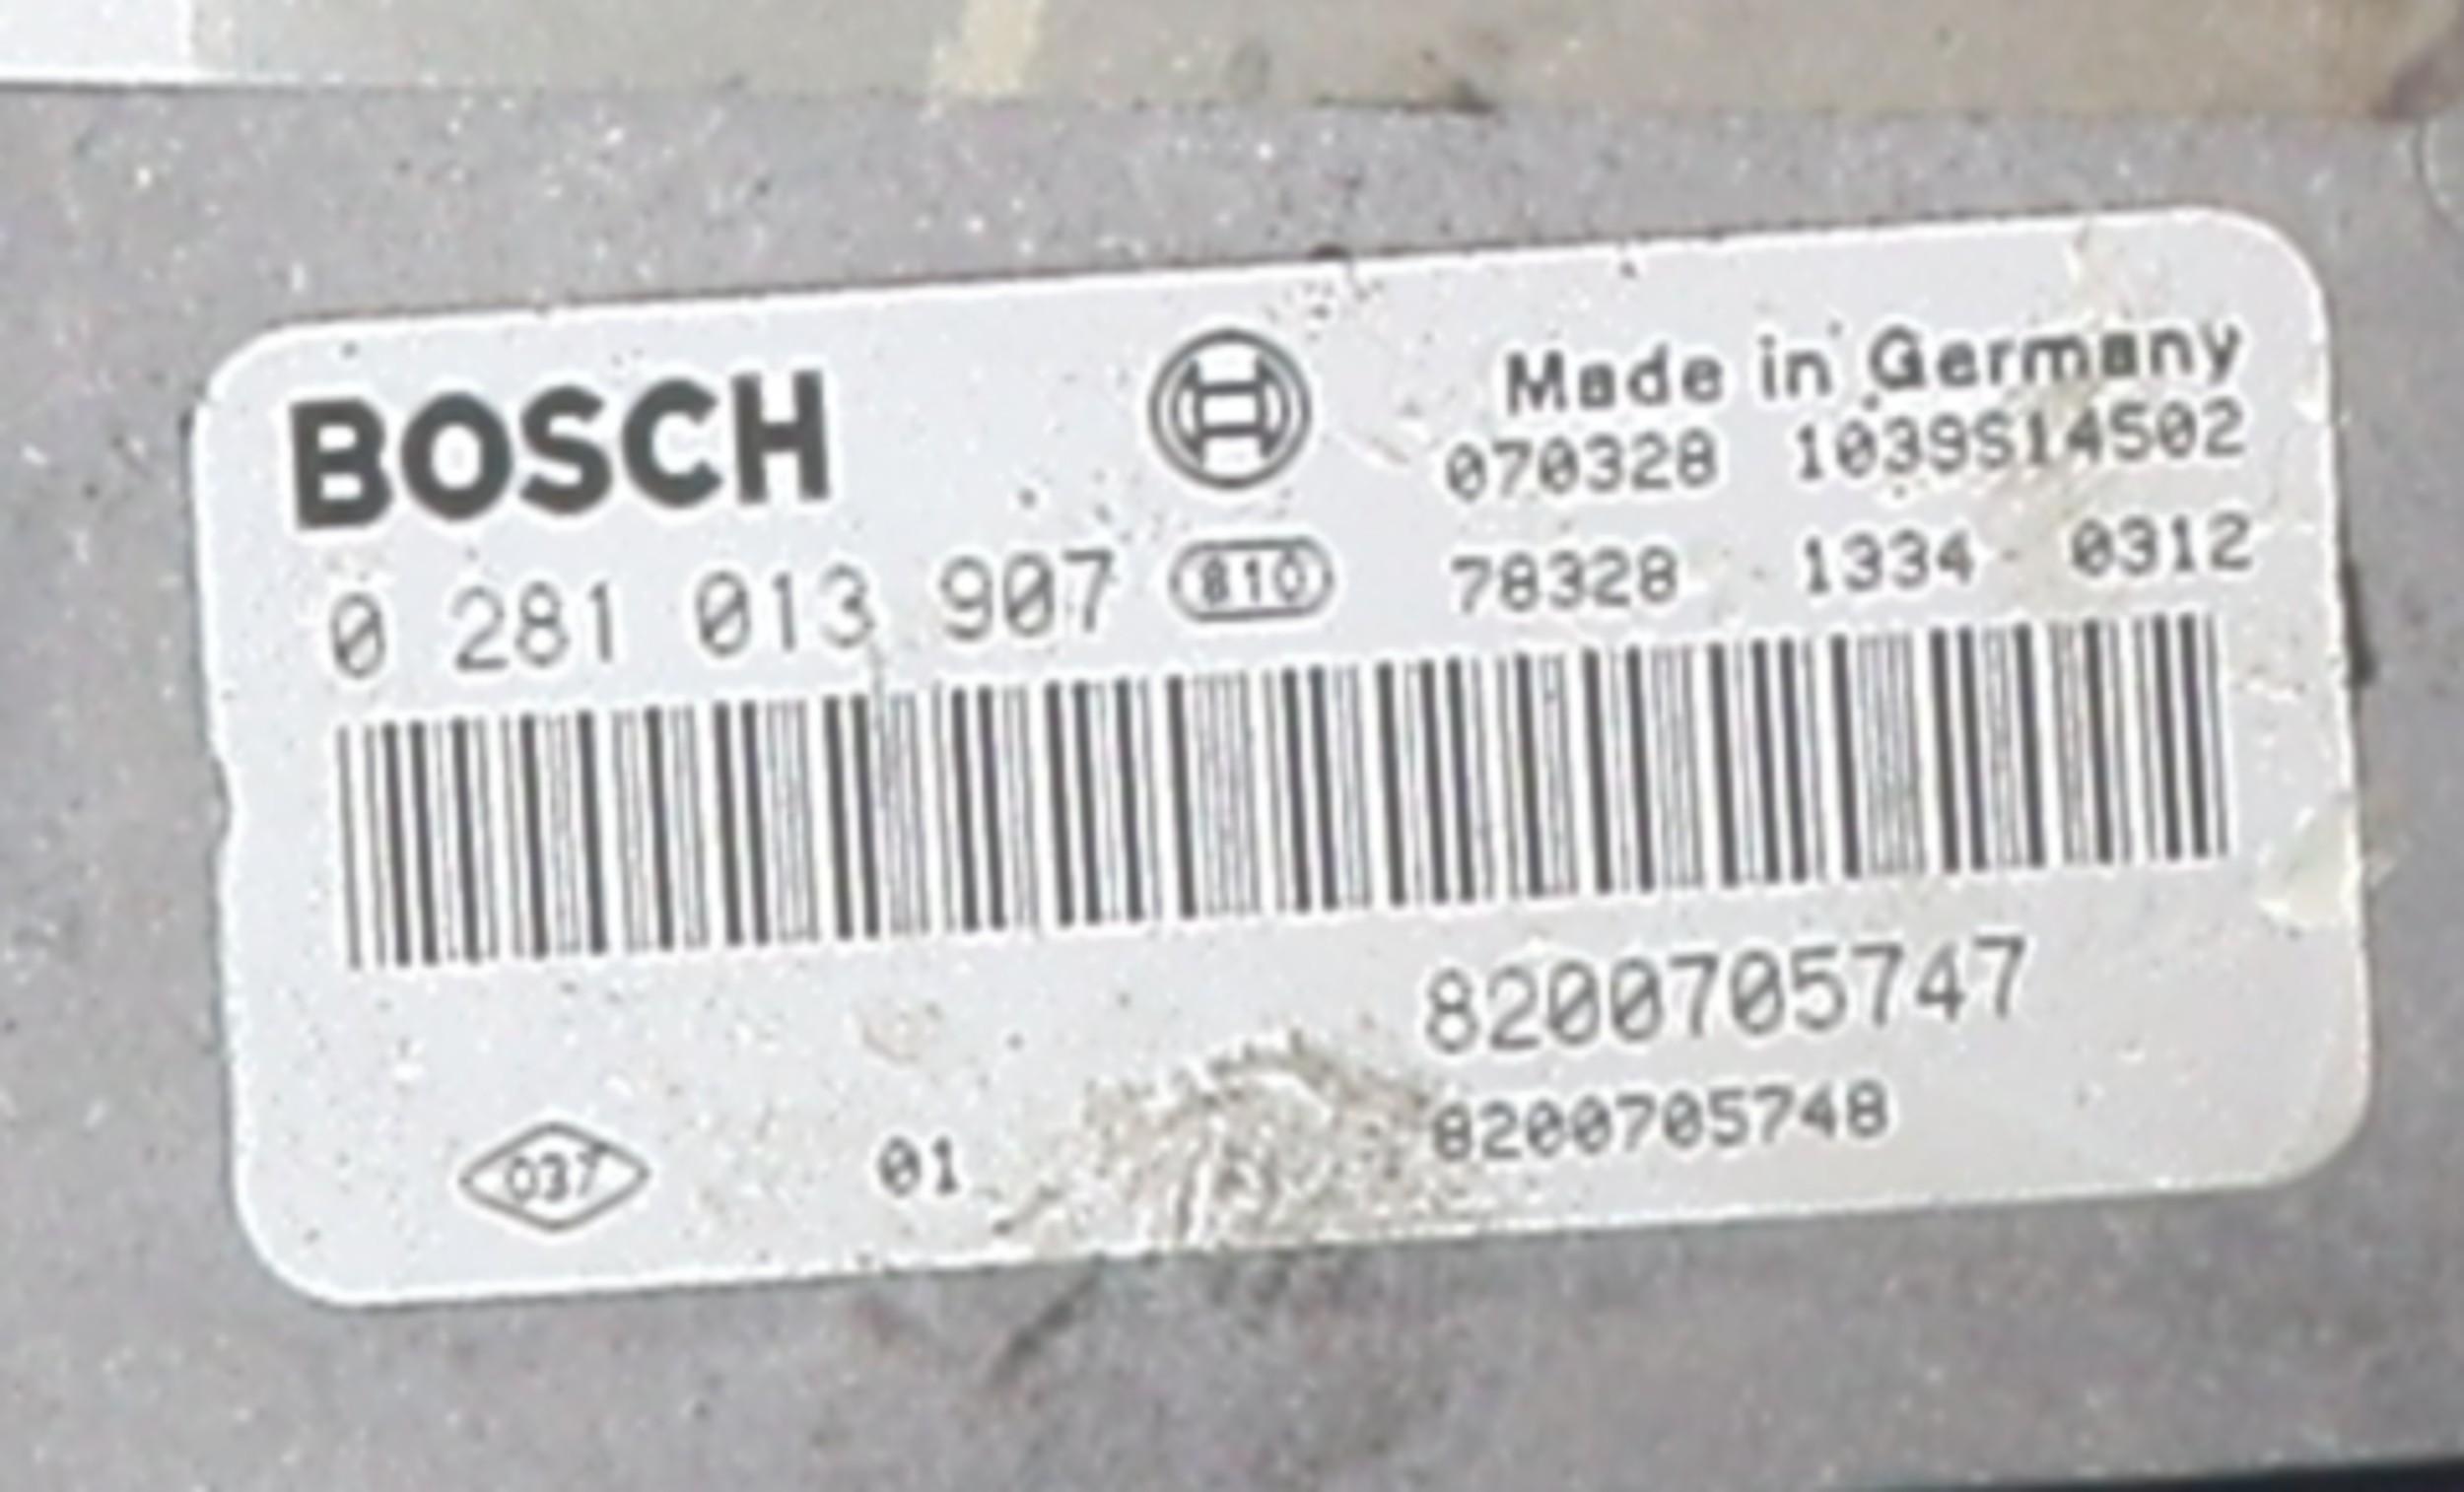 BOSCH
Made in Germany
070328 1039S14502
0 281 013 907 810 78328 1334 0312
8200705747
037 01 8200705748